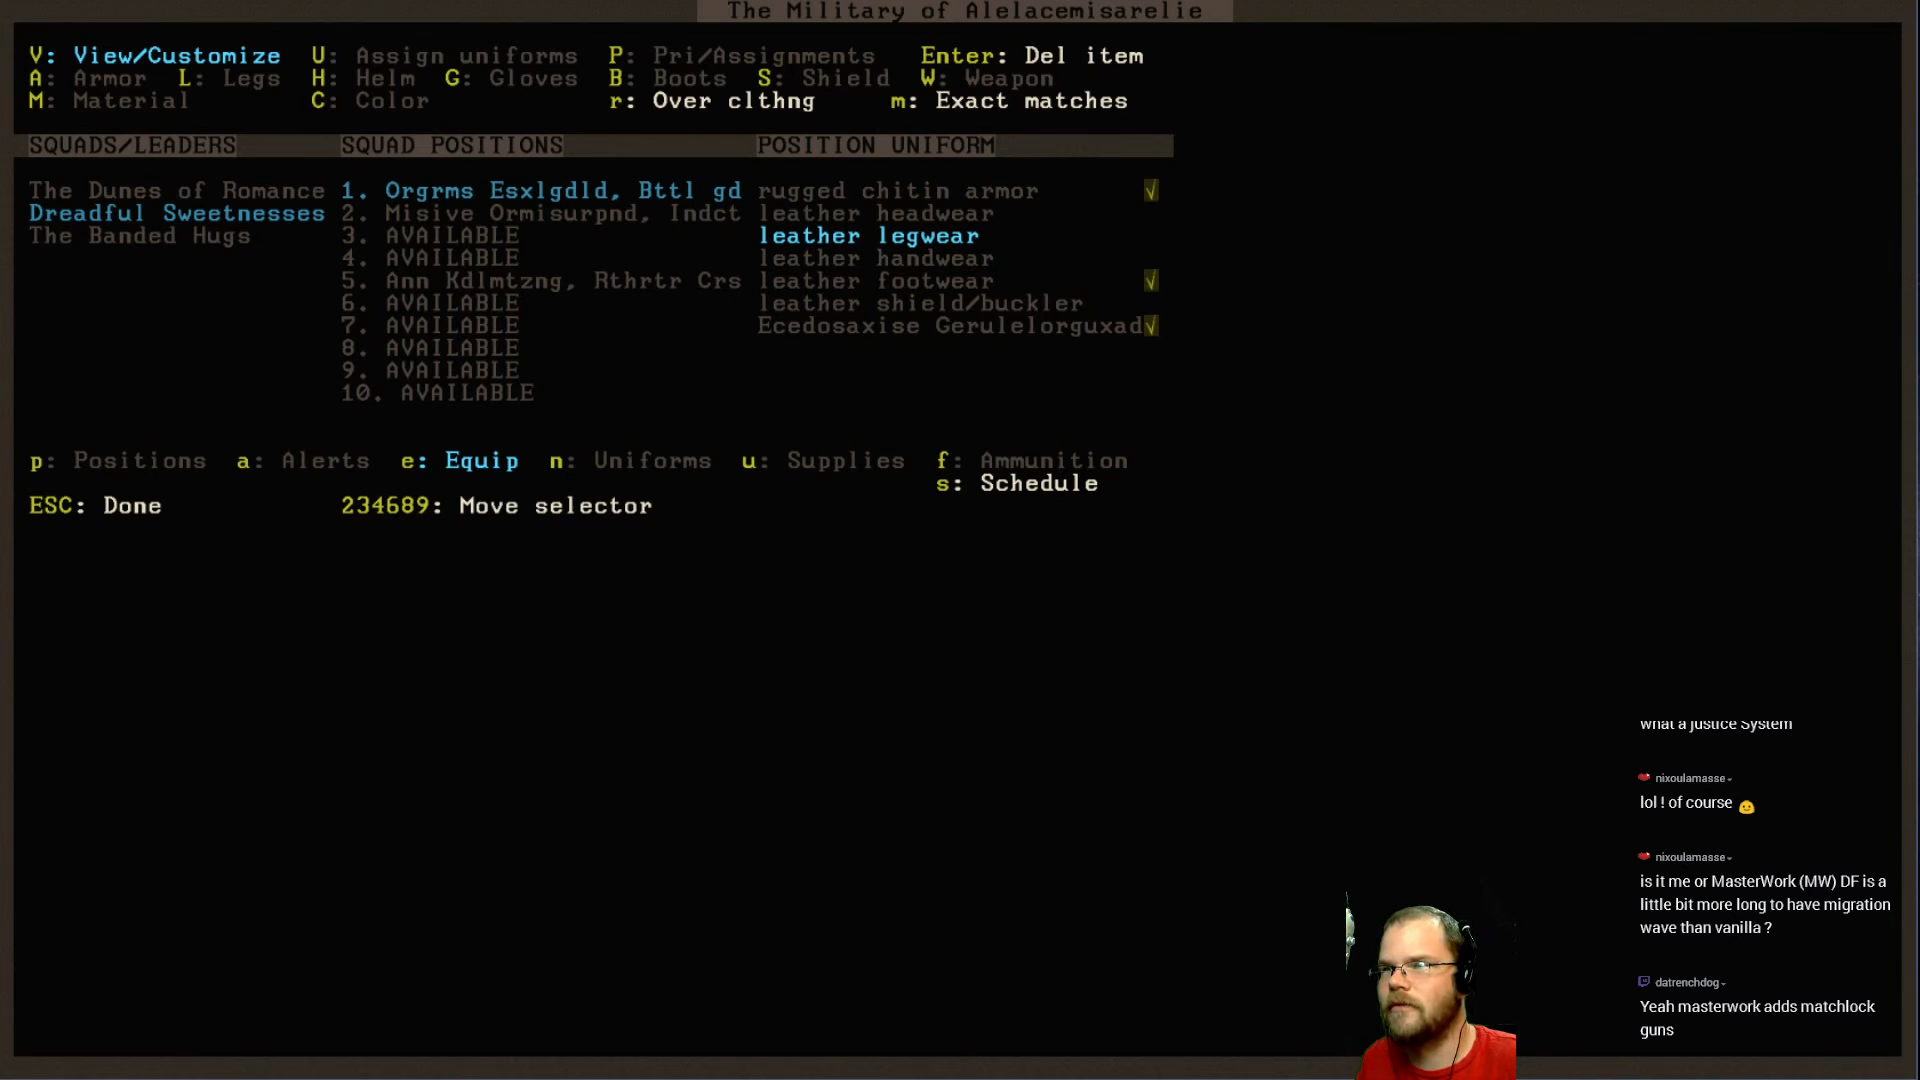 The Military of Alelacemisarelie
V: View/Customize U: Assign uniforms P: Pri/Assignments Enter: Del item
A: Armor L: Legs H: Helm G: Gloves B: Boots S: Shield W: Weapon
M: Material C: Color r: Over clthng m: Exact matches
SQUADS/LEADERS SQUAD POSITIONS POSITION UNIFORM
The Dunes of Romance 1. Orgrms Esxlgdld, Bttl gd rugged chitin armor √
Dreadful Sweetnesses 2. Misive Ormisurpnd, Indct leather headwear
The Banded Hugs 3. AVAILABLE leather legwear
4. AVAILABLE leather handwear
5. Ann Kdlmtzng, Rthrtr Crs leather footwear √
6. AVAILABLE leather shield/buckler
7. AVAILABLE Ecedosaxise Gerulelorguxad√
8. AVAILABLE
9. AVAILABLE
10. AVAILABLE
p: Positions a: Alerts e: Equip n: Uniforms u: Supplies f: Ammunition
s: Schedule
ESC: Done 234689: Move selector
what a justice System
nixoulamasse
lol ! of course
nixoulamasse
is it me or MasterWork (MW) DF is a
little bit more long to have migration
wave than vanilla ?
datrenchdog
Yeah masterwork adds matchlock
guns